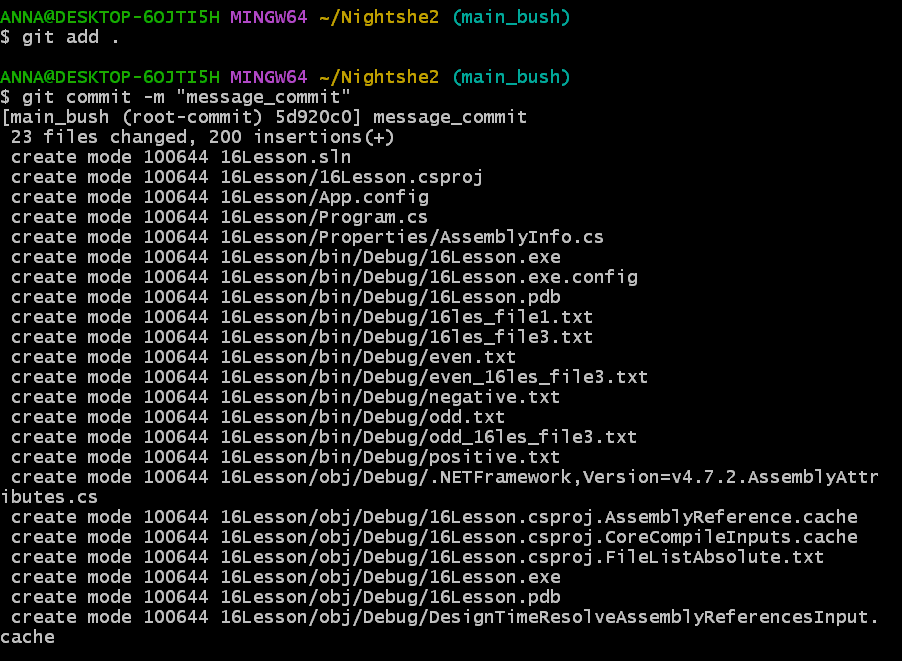 ANNA@DESKTOP-6OJTI5H MINGW64 ~/Nightshe2 (main_bush)
$ git add .
ANNA@DESKTOP-6OJTI5H MINGW64 ~/Nightshe2 (main_bush)
$ git commit -m "message_commit"
[main_bush (root-commit) 5d920c0] message_commit
 23 files changed, 200 insertions(+)
 create mode 100644 16Lesson.sln
 create mode 100644 16Lesson/16Lesson.csproj
 create mode 100644 16Lesson/App.config
 create mode 100644 16Lesson/Program.cs
 create mode 100644 16Lesson/Properties/AssemblyInfo.cs
 create mode 100644 16Lesson/bin/Debug/16Lesson.exe
 create mode 100644 16Lesson/bin/Debug/16Lesson.exe.config
 create mode 100644 16Lesson/bin/Debug/16Lesson.pdb
 create mode 100644 16Lesson/bin/Debug/16les_file1.txt
 create mode 100644 16Lesson/bin/Debug/16les_file3.txt
 create mode 100644 16Lesson/bin/Debug/even.txt
 create mode 100644 16Lesson/bin/Debug/even_16les_file3.txt
 create mode 100644 16Lesson/bin/Debug/negative.txt
 create mode 100644 16Lesson/bin/Debug/odd.txt
 create mode 100644 16Lesson/bin/Debug/odd_16les_file3.txt
 create mode 100644 16Lesson/bin/Debug/positive.txt
 create mode 100644 16Lesson/obj/Debug/.NETFramework,Version=v4.7.2.AssemblyAttr
ibutes.cs
 create mode 100644 16Lesson/obj/Debug/16Lesson.csproj.AssemblyReference.cache
 create mode 100644 16Lesson/obj/Debug/16Lesson.csproj.CoreCompileInputs.cache
 create mode 100644 16Lesson/obj/Debug/16Lesson.csproj.FileListAbsolute.txt
 create mode 100644 16Lesson/obj/Debug/16Lesson.exe
 create mode 100644 16Lesson/obj/Debug/16Lesson.pdb
 create mode 100644 16Lesson/obj/Debug/DesignTimeResolveAssemblyReferencesInput.
cache